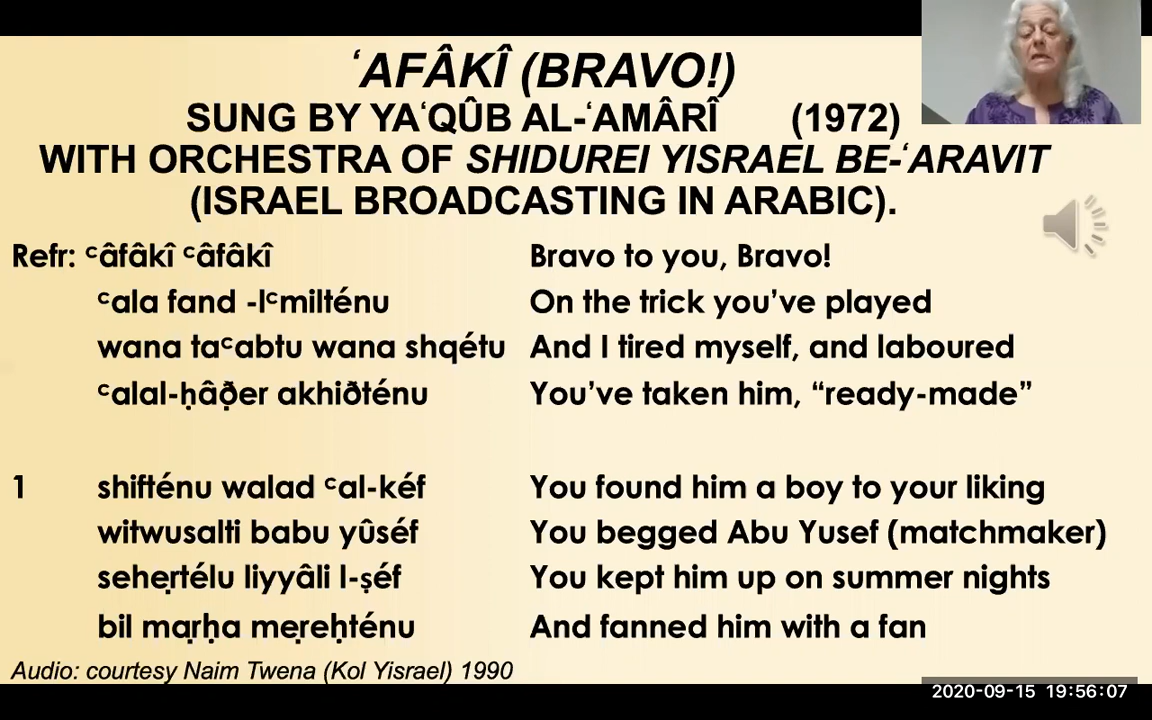 ʿAFÂKÎ (BRAVO!)
SUNG BY YAʿQÛB AL-ʿAMÂRÎ (1972)
WITH ORCHESTRA OF SHIDUREI YISRAEL BE-ʿARAVIT
(ISRAEL BROADCASTING IN ARABIC).
Refr: ᶜâfâkî ᶜâfâkî Bravo to you, Bravo!
ᶜala fand -lᶜmilténu On the trick you’ve played
wana taᶜabtu wana shqétu And I tired myself, and laboured
ᶜalal-ḥâð̣er akhiðténu You’ve taken him, “ready-made”
1 shifténu walad ᶜal-kéf You found him a boy to your liking
witwusalti babu yûséf You begged Abu Yusef (matchmaker)
seheṛtélu liyyâli l-ṣéf You kept him up on summer nights
bil maṛḥa meṛeḥténu And fanned him with a fan
Audio: courtesy Naim Twena (Kol Yisrael) 1990
2020-09-15 19:56:07